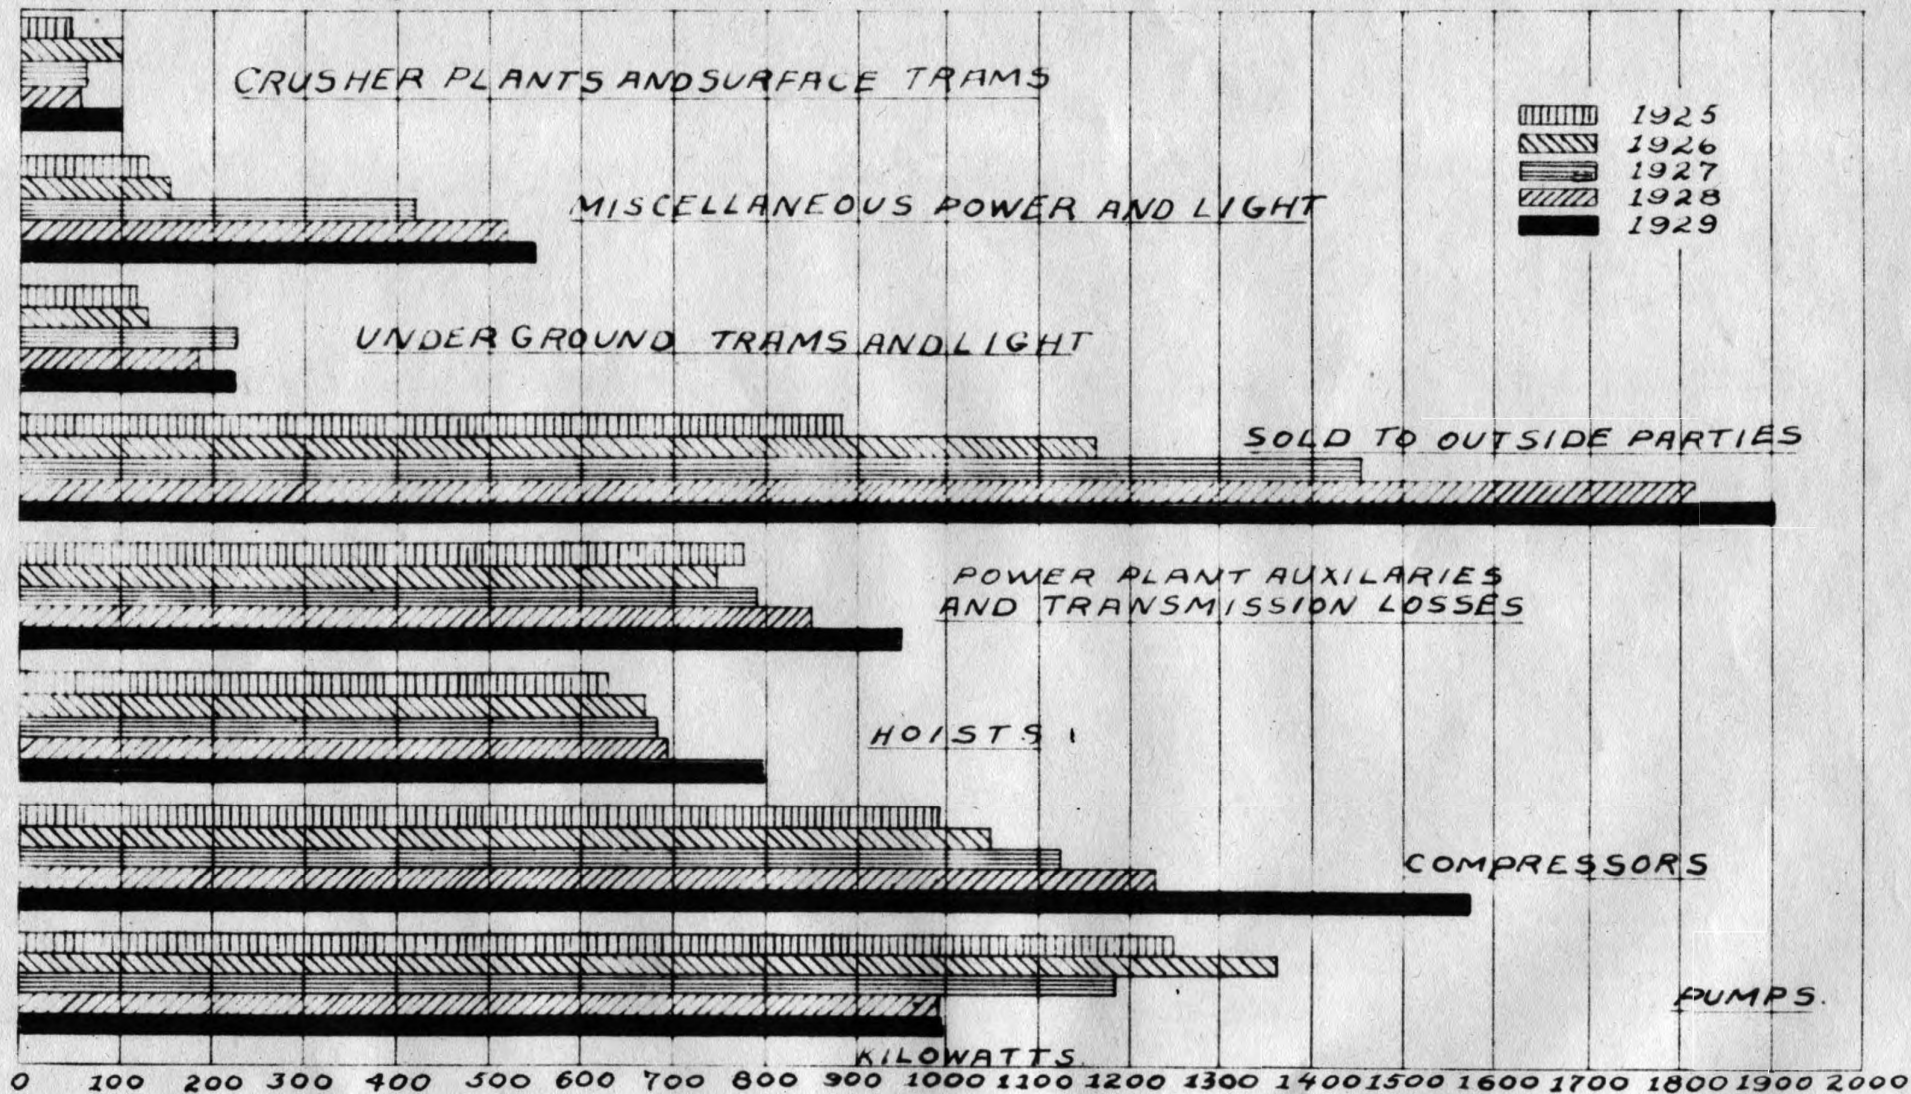 CRUSHER PLANTS AND SURFACE TRAMS
1925
1926
1927
1928
1929
MISCELLANEOUS POWER AND LIGHT
UNDERGROUND TRAMS AND LIGHT
SOLD TO OUTSIDE PARTIES
POWER PLANT AUXILARIES
AND TRANSMISSION LOSSES
HOISTS
COMPRESSORS
PUMPS.
KILOWATTS.
0 100 200 300 400 500 600 700 800 900 1000 1100 1200 1300 1400 1500 1600 1700 1800 1900 2000